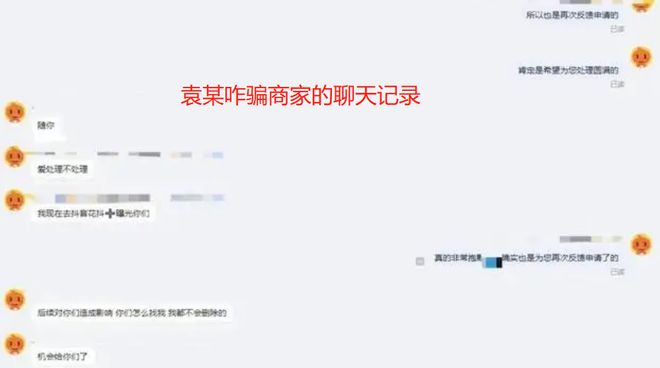 所以也是再次反馈申请的
已读
肯定是希望为您处理圆满的
已读
袁某咋骗商家的聊天记录
随你
爱处理不处理
我现在去抖音花抖➕曝光你们
真的非常抱歉 确实也是为您再次反馈申请了的
已读
后续对你们造成影响 你们怎么找我 我都不会删除的
机会给你们了